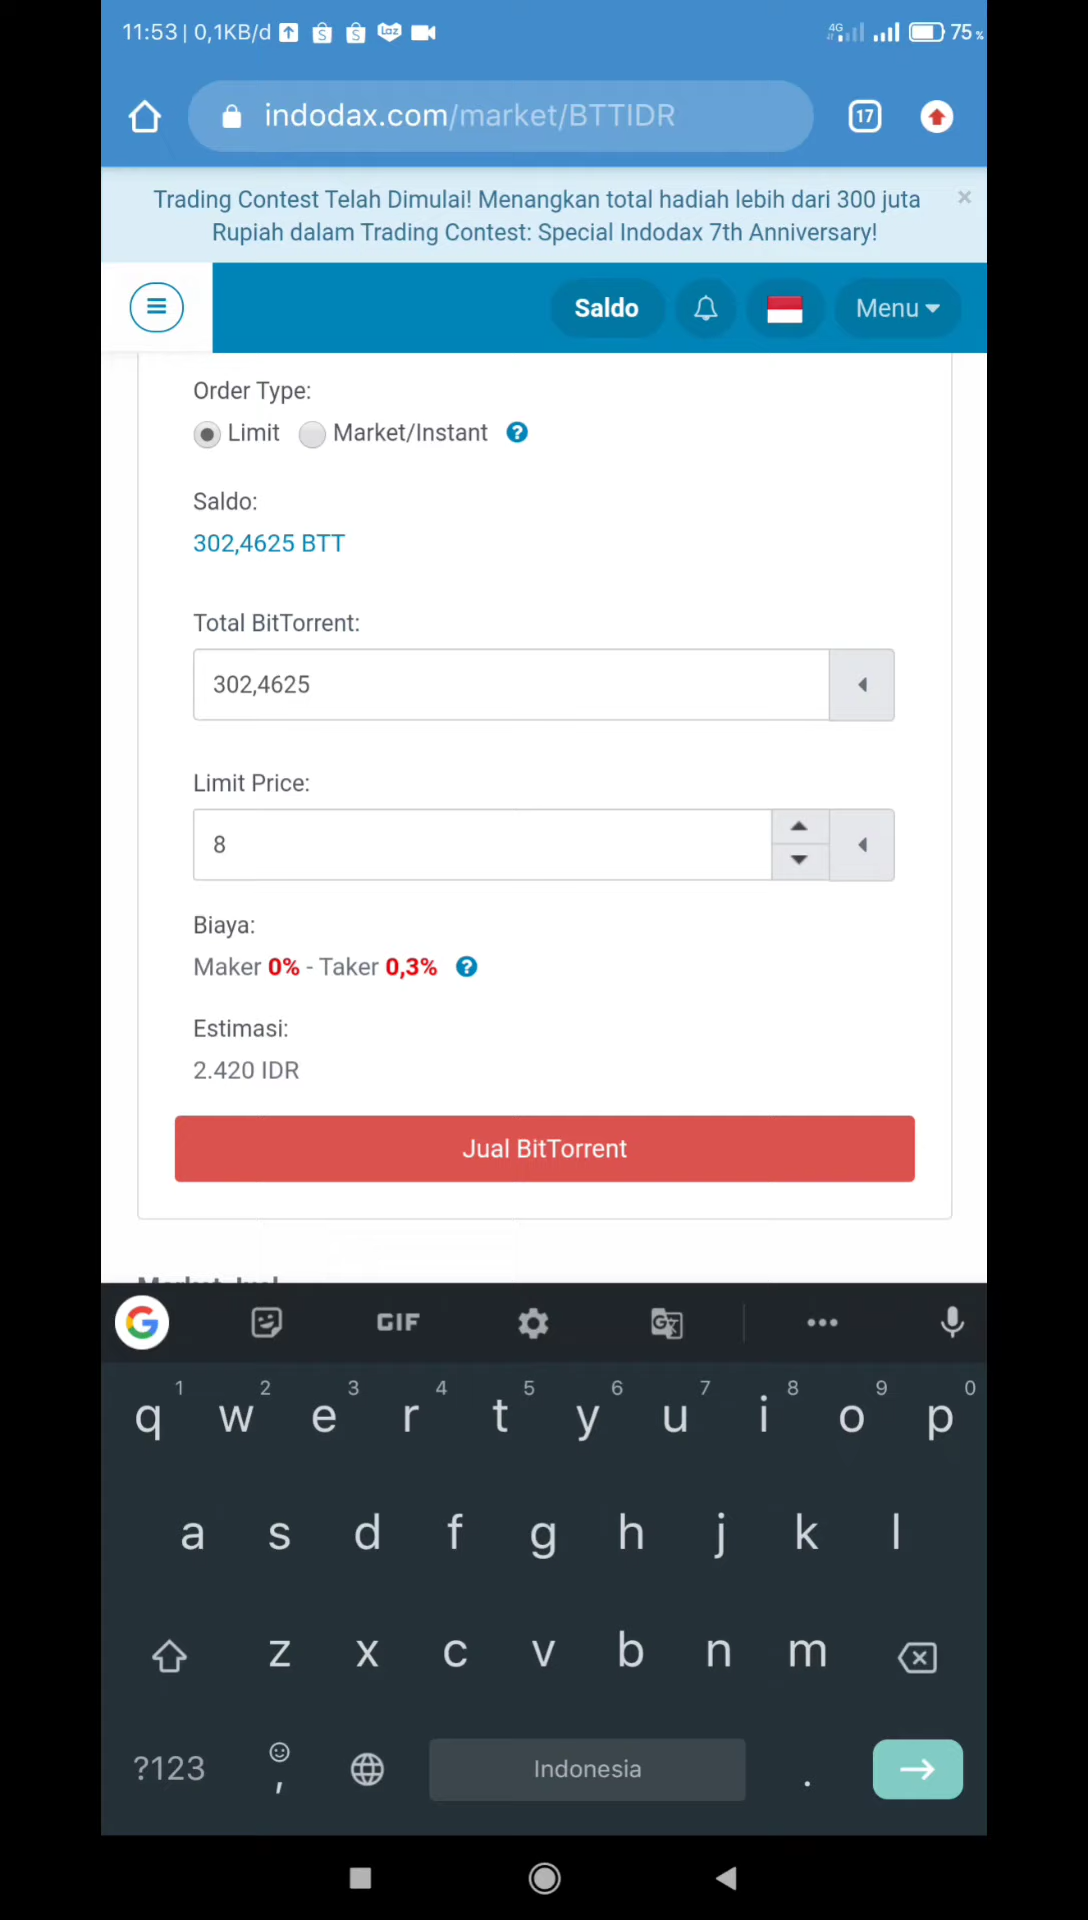 11:53 | 0,1KB/d
4G 75%
indodax.com/market/BTTIDR
17
Trading Contest Telah Dimulai! Menangkan total hadiah lebih dari 300 juta
Rupiah dalam Trading Contest: Special Indodax 7th Anniversary!
×
Saldo
Menu
Order Type:
Limit Market/Instant ?
Saldo:
302,4625 BTT
Total BitTorrent:
302,4625
Limit Price:
8
Biaya:
Maker 0% - Taker 0,3% ?
Estimasi:
2.420 IDR
Jual BitTorrent
Market Jual
G GIF G ...
1 2 3 4 5 6 7 8 9 0
q w e r t y u i o p
a s d f g h j k l
z x c v b n m
?123 , Indonesia .